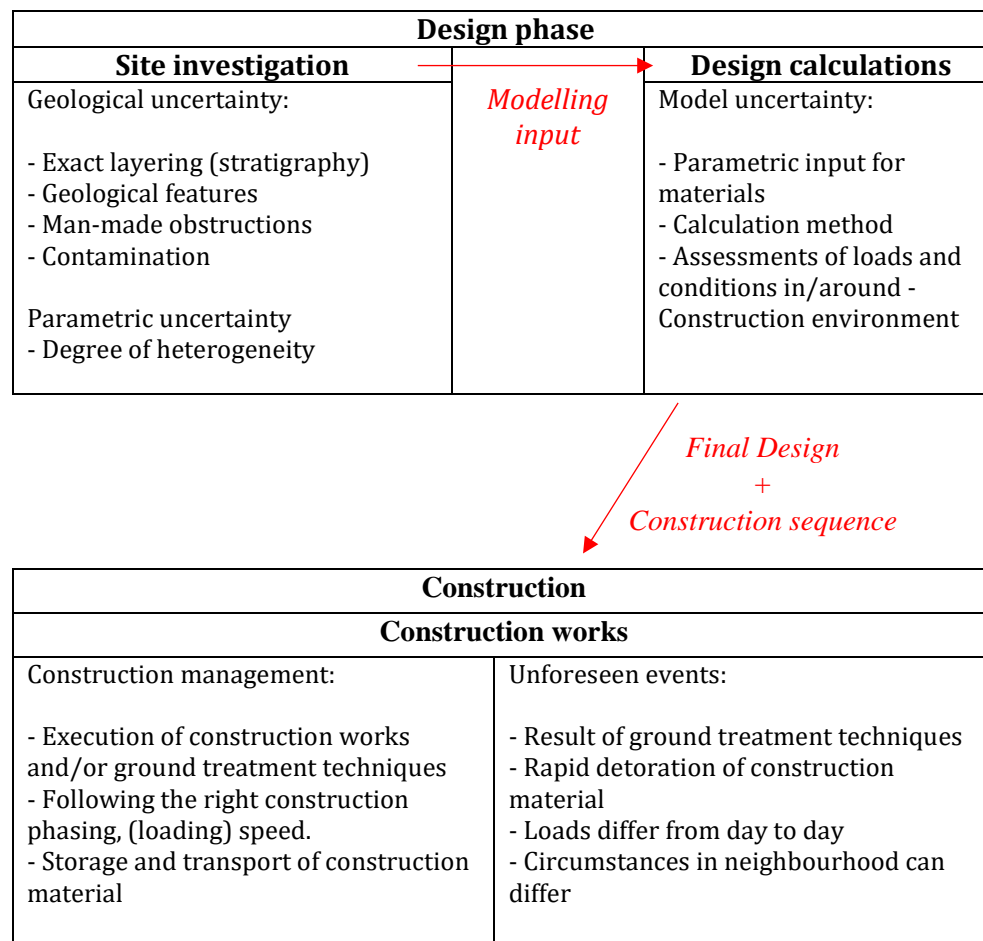 Design phase
Site investigation
Geological uncertainty:
- Exact layering (stratigraphy)
- Geological features
- Man-made obstructions
- Contamination
Parametric uncertainty
- Degree of heterogeneity
Modelling
input
Design calculations
Model uncertainty:
- Parametric input for
materials
- Calculation method
- Assessments of loads and
conditions in/around -
Construction environment
Final Design
+
Construction sequence
Construction
Construction works
Construction management:
- Execution of construction works
and/or ground treatment techniques
- Following the right construction
phasing, (loading) speed.
- Storage and transport of construction
material
Unforeseen events:
- Result of ground treatment techniques
- Rapid detoration of construction
material
- Loads differ from day to day
- Circumstances in neighbourhood can
differ